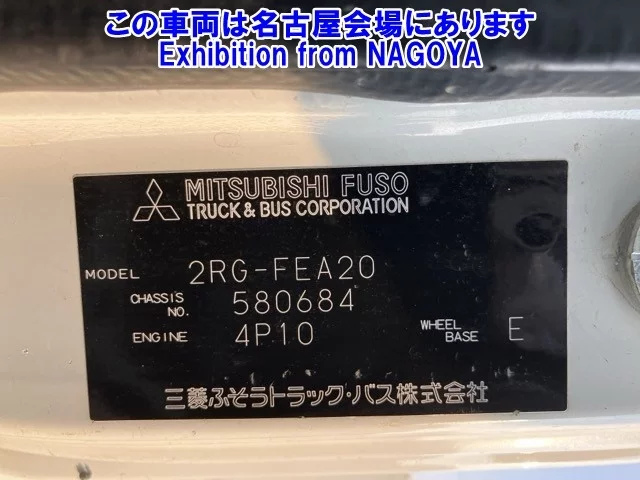 この車両は名古屋会場にあります
Exhibition from NAGOYA
MITSUBISHI FUSO
TRUCK & BUS CORPORATION
MODEL 2RG-FEA20
CHASSIS NO. 580684
ENGINE 4P10 WHEEL BASE E
三菱ふそうトラック・バス株式会社